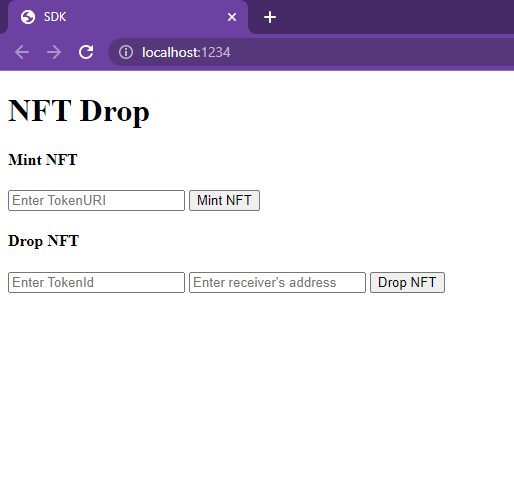 SDK
localhost:1234
NFT Drop
Mint NFT
Enter TokenURI Mint NFT
Drop NFT
Enter TokenId Enter receiver's address Drop NFT